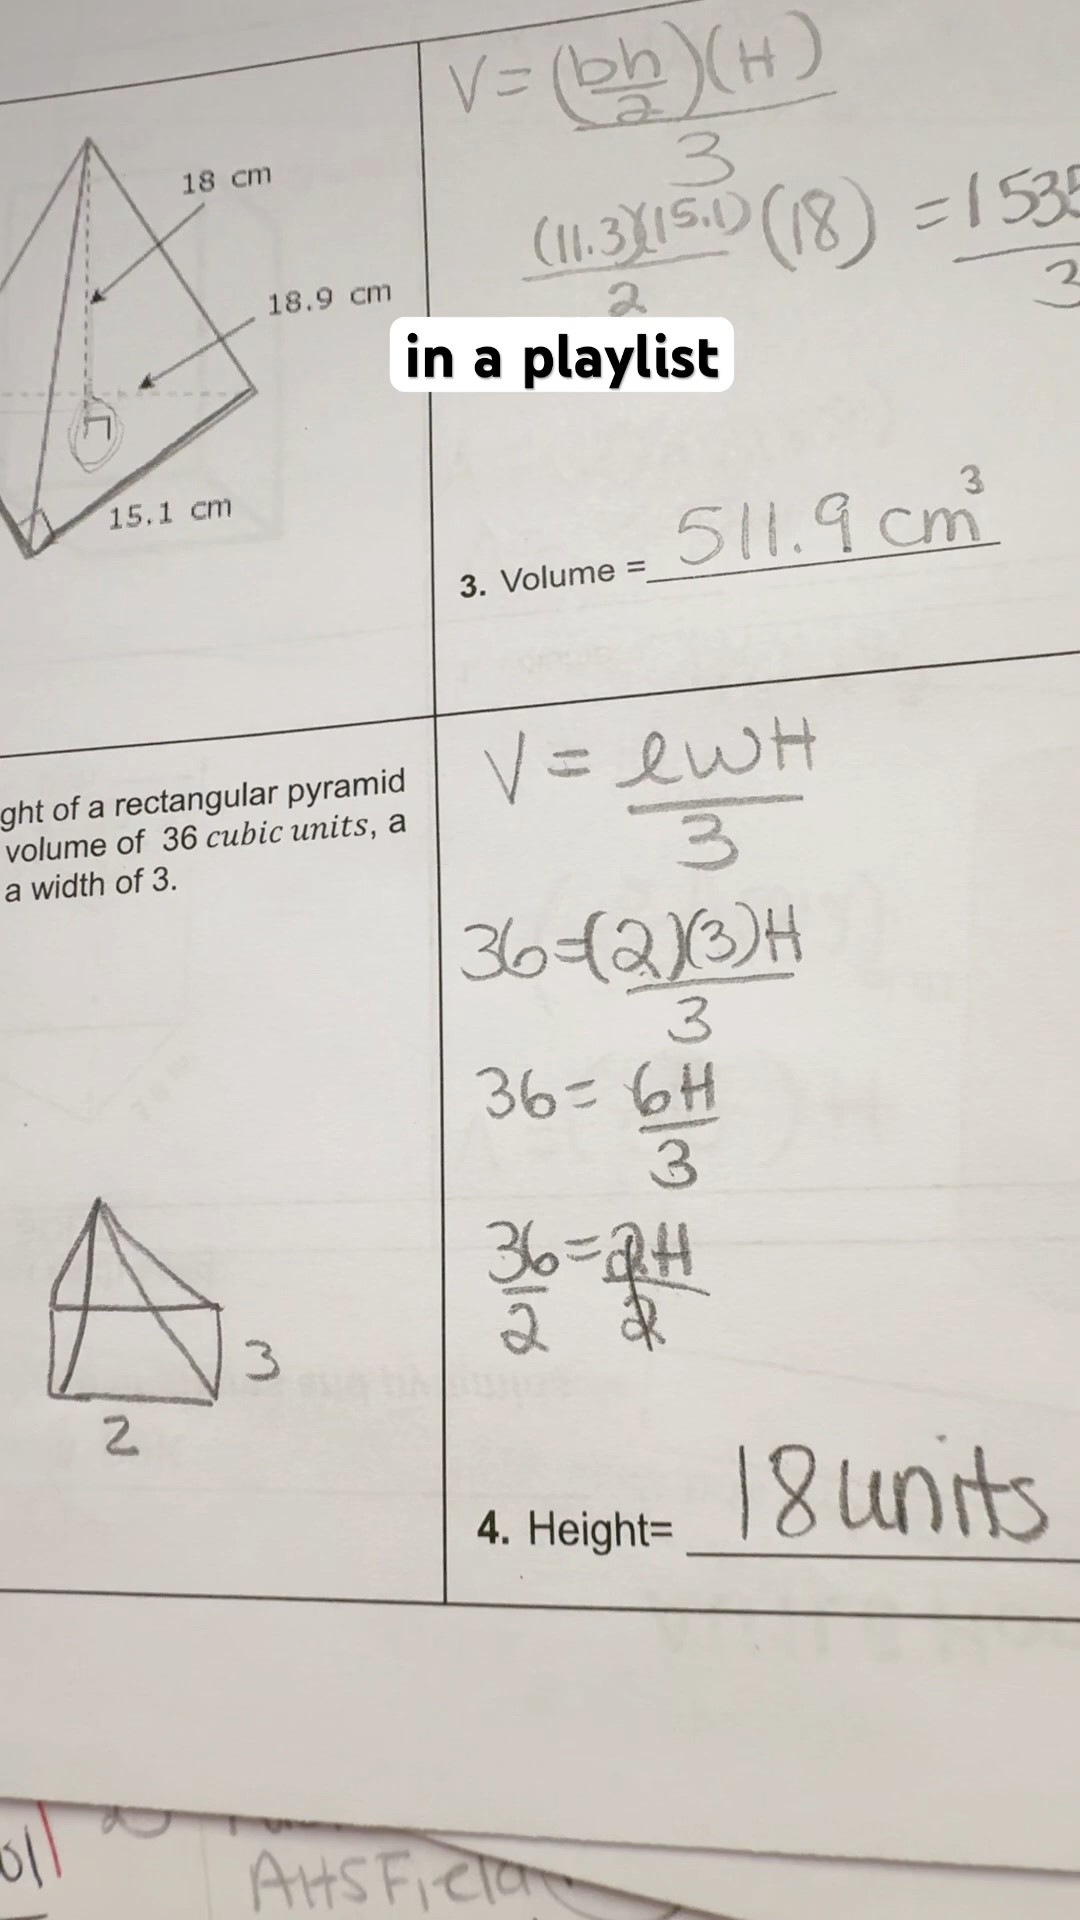 18 cm
18.9 cm
15.1 cm
V = (bh/2)(H)
3
(11.3)(15.1)(18) = 1535
2
3
in a playlist
3. Volume = 511.9 cm³
ght of a rectangular pyramid
volume of 36 cubic units, a
a width of 3.
3
2
V = lwH
3
36=(2)(3)H
3
36= 6H
3
36=2H
2 2
4. Height= 18 units
AHS Field